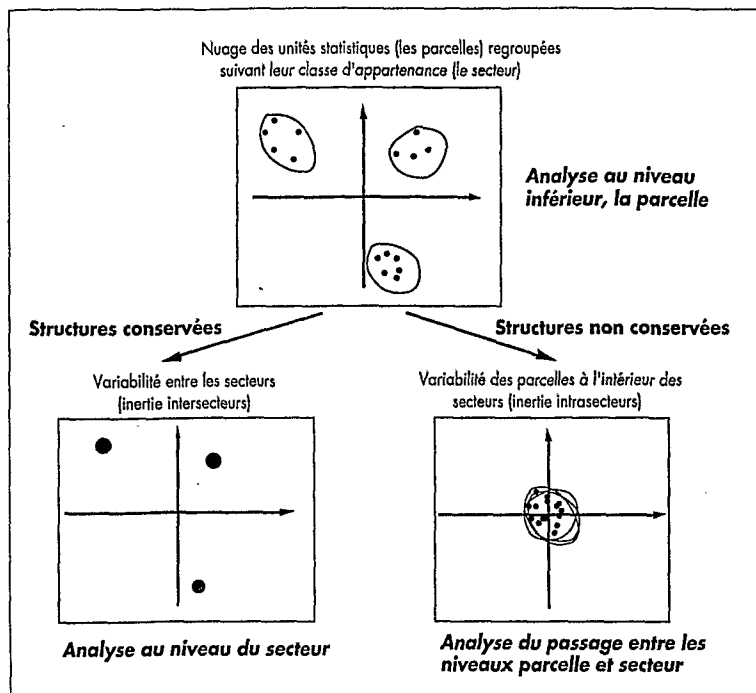 Nuage des unités statistiques (les parcelles) regroupées
suivant leur classe d'appartenance (le secteur)
Analyse au niveau
inférieur, la parcelle
Structures conservées
Structures non conservées
Variabilité entre les secteurs
(inertie intersecteurs)
Variabilité des parcelles à l'intérieur des
secteurs (inertie intrasecteurs)
Analyse au niveau du secteur
Analyse du passage entre les
niveaux parcelle et secteur